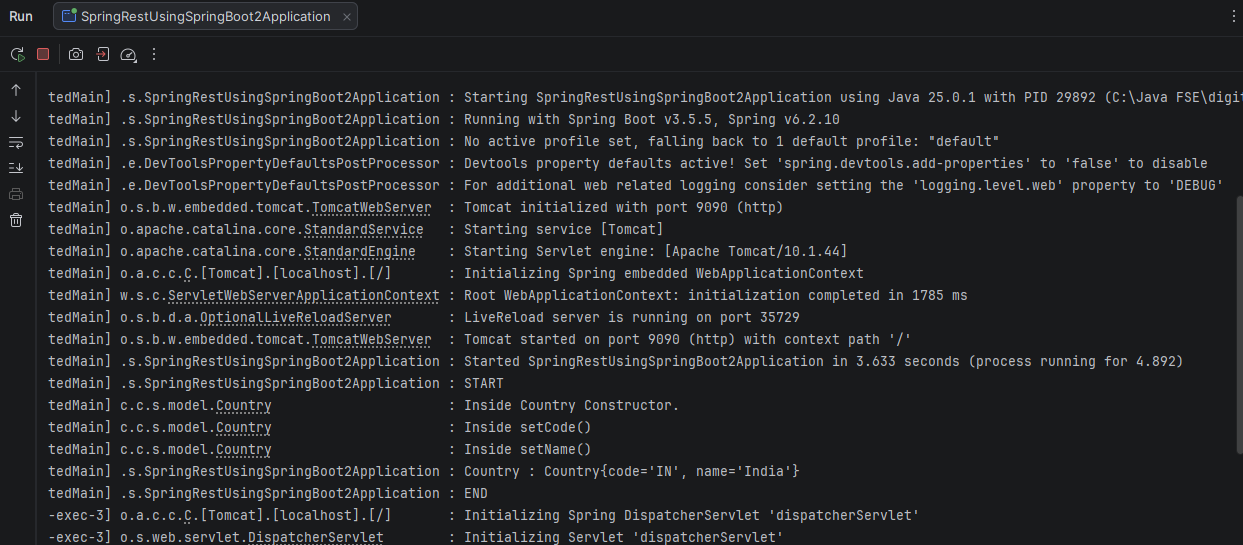 Run SpringRestUsingSpringBoot2Application
tedMain] .s.SpringRestUsingSpringBoot2Application : Starting SpringRestUsingSpringBoot2Application using Java 25.0.1 with PID 29892 (C:\Java FSE\digit
tedMain] .s.SpringRestUsingSpringBoot2Application : Running with Spring Boot v3.5.5, Spring v6.2.10
tedMain] .s.SpringRestUsingSpringBoot2Application : No active profile set, falling back to 1 default profile: "default"
tedMain] .e.DevToolsPropertyDefaultsPostProcessor : Devtools property defaults active! Set 'spring.devtools.add-properties' to 'false' to disable
tedMain] .e.DevToolsPropertyDefaultsPostProcessor : For additional web related logging consider setting the 'logging.level.web' property to 'DEBUG'
tedMain] o.s.b.w.embedded.tomcat.TomcatWebServer : Tomcat initialized with port 9090 (http)
tedMain] o.apache.catalina.core.StandardService : Starting service [Tomcat]
tedMain] o.apache.catalina.core.StandardEngine : Starting Servlet engine: [Apache Tomcat/10.1.44]
tedMain] o.a.c.c.C.[Tomcat].[localhost].[/] : Initializing Spring embedded WebApplicationContext
tedMain] w.s.c.ServletWebServerApplicationContext : Root WebApplicationContext: initialization completed in 1785 ms
tedMain] o.s.b.d.a.OptionalLiveReloadServer : LiveReload server is running on port 35729
tedMain] o.s.b.w.embedded.tomcat.TomcatWebServer : Tomcat started on port 9090 (http) with context path '/'
tedMain] .s.SpringRestUsingSpringBoot2Application : Started SpringRestUsingSpringBoot2Application in 3.633 seconds (process running for 4.892)
tedMain] .s.SpringRestUsingSpringBoot2Application : START
tedMain] c.c.s.model.Country : Inside Country Constructor.
tedMain] c.c.s.model.Country : Inside setCode()
tedMain] c.c.s.model.Country : Inside setName()
tedMain] .s.SpringRestUsingSpringBoot2Application : Country : Country{code='IN', name='India'}
tedMain] .s.SpringRestUsingSpringBoot2Application : END
-exec-3] o.a.c.c.C.[Tomcat].[localhost].[/] : Initializing Spring DispatcherServlet 'dispatcherServlet'
-exec-3] o.s.web.servlet.DispatcherServlet : Initializing Servlet 'dispatcherServlet'